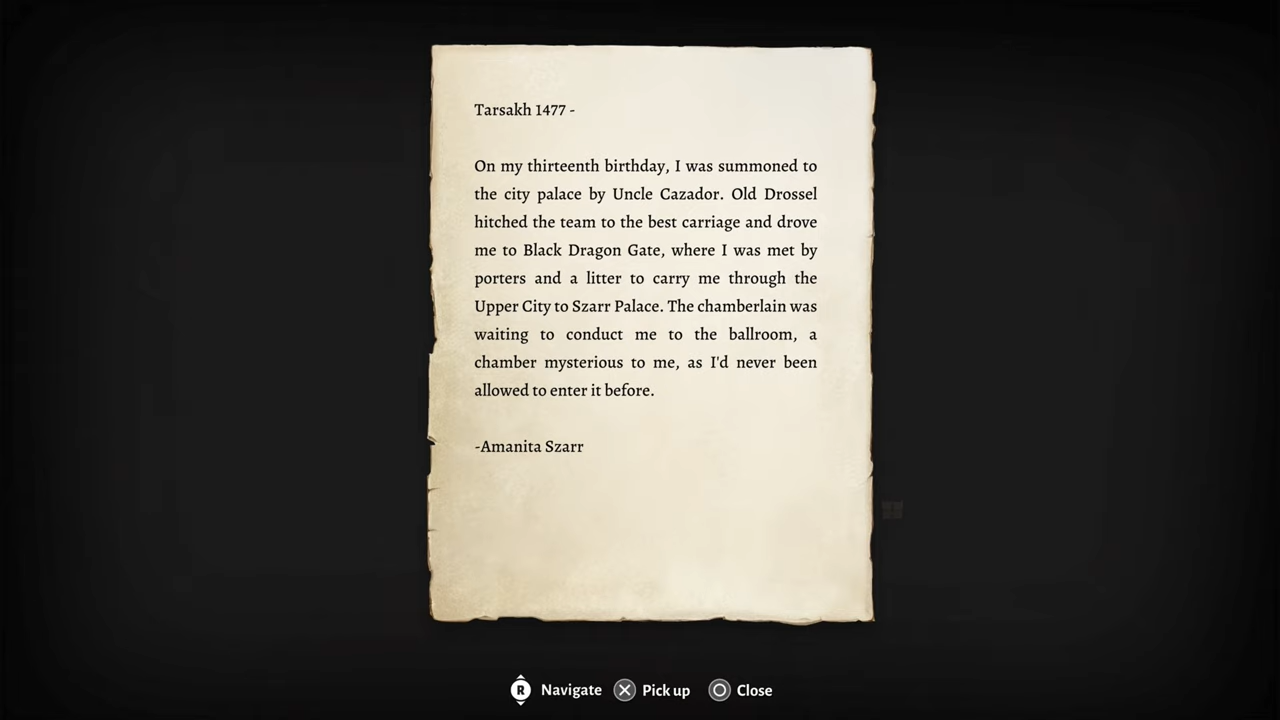 Tarsakh 1477 -
On my thirteenth birthday, I was summoned to
the city palace by Uncle Cazador. Old Drossel
hitched the team to the best carriage and drove
me to Black Dragon Gate, where I was met by
porters and a litter to carry me through the
Upper City to Szarr Palace. The chamberlain was
waiting to conduct me to the ballroom, a
chamber mysterious to me, as I'd never been
allowed to enter it before.
-Amanita Szarr
R Navigate Pick up Close